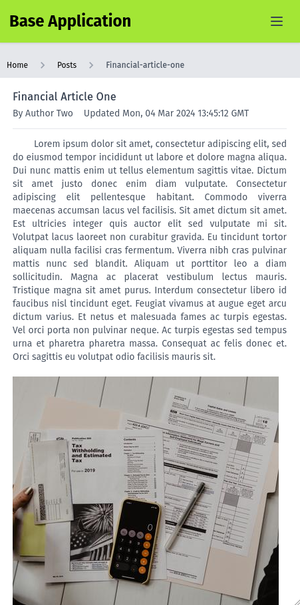 Base Application
Home > Posts > Financial-article-one
Financial Article One
By Author Two Updated Mon, 04 Mar 2024 13:45:12 GMT
Lorem ipsum dolor sit amet, consectetur adipiscing elit, sed
do eiusmod tempor incididunt ut labore et dolore magna aliqua.
Dui nunc mattis enim ut tellus elementum sagittis vitae. Dictum
sit amet justo donec enim diam vulputate. Consectetur
adipiscing elit pellentesque habitant. Commodo viverra
maecenas accumsan lacus vel facilisis. Sit amet dictum sit amet.
Est ultricies integer quis auctor elit sed vulputate mi sit.
Volutpat lacus laoreet non curabitur gravida. Eu tincidunt tortor
aliquam nulla facilisi cras fermentum. Viverra nibh cras pulvinar
mattis nunc sed blandit. Aliquam ut porttitor leo a diam
sollicitudin. Magna ac placerat vestibulum lectus mauris.
Tristique magna sit amet purus. Interdum consectetur libero id
faucibus nisl tincidunt eget. Feugiat vivamus at augue eget arcu
dictum varius. Et netus et malesuada fames ac turpis egestas.
Vel orci porta non pulvinar neque. Ac turpis egestas sed tempus
urna et pharetra pharetra massa. Consequat ac felis donec et.
Orci sagittis eu volutpat odio facilisis mauris sit.
Tax
Withholding
and Estimated
Tax
2019